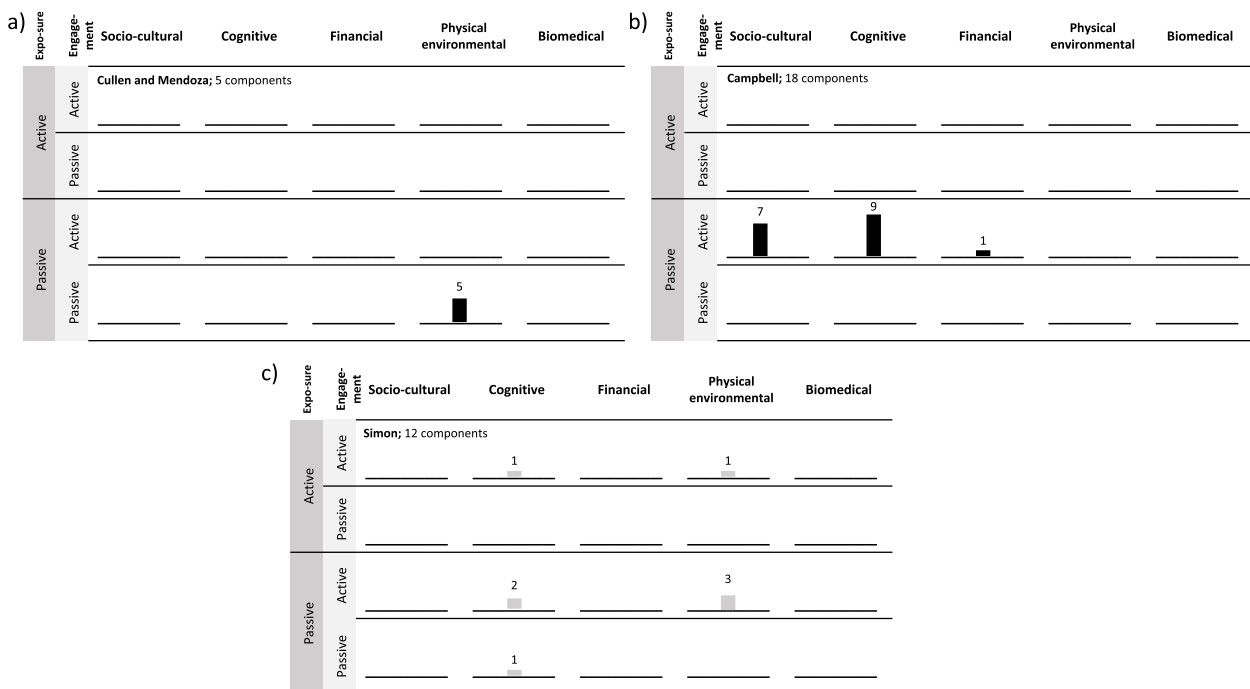 a)
Expo-sure
Engage-
ment
Socio-cultural
Cognitive
Financial
Physical
environmental
Biomedical
Cullen and Mendoza; 5 components
Active
Active
Passive
Passive
Active
Passive
5
b)
Expo-sure
Engage-
ment
Socio-cultural
Cognitive
Financial
Physical
environmental
Biomedical
Campbell; 18 components
Active
Active
Passive
Passive
Active
7
9
1
Passive
c)
Expo-sure
Engage-
ment
Socio-cultural
Cognitive
Financial
Physical
environmental
Biomedical
Simon; 12 components
Active
Active
1
1
Passive
Passive
Active
2
3
Passive
1